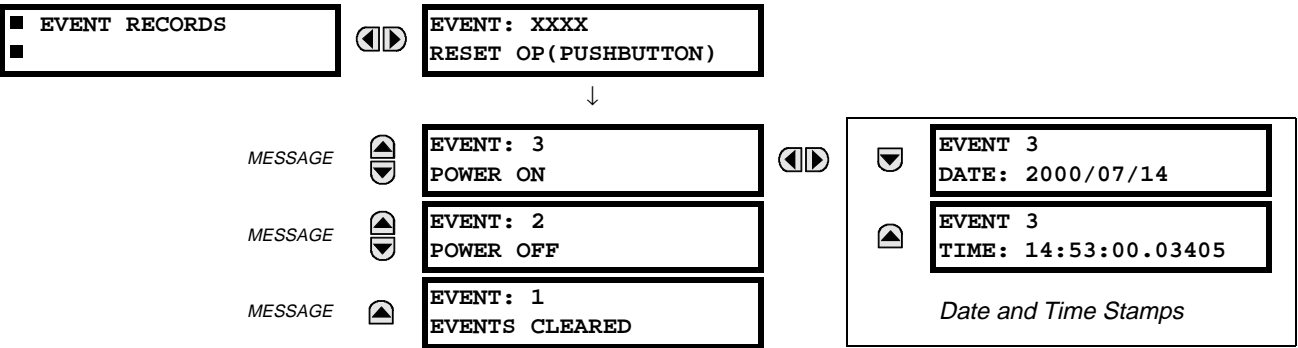 ■ EVENT RECORDS
■
EVENT: XXXX
RESET OP(PUSHBUTTON)
↓
MESSAGE
EVENT: 3
POWER ON
EVENT 3
DATE: 2000/07/14
MESSAGE
EVENT: 2
POWER OFF
EVENT 3
TIME: 14:53:00.03405
MESSAGE
EVENT: 1
EVENTS CLEARED
Date and Time Stamps